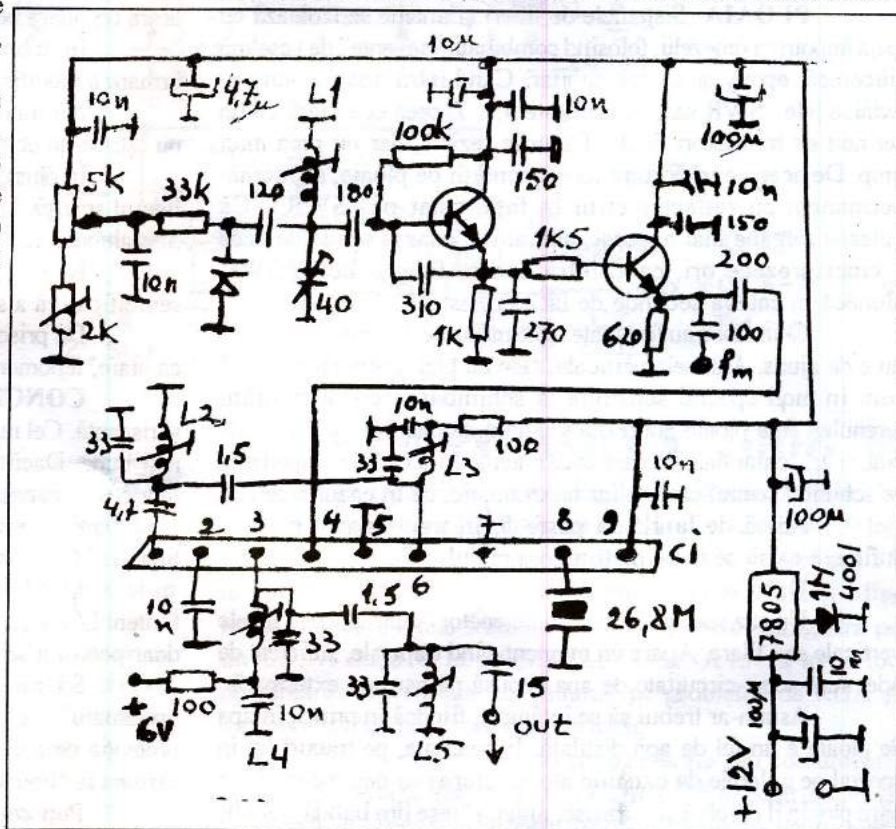 10μ
10n
4,7μ
L1
10n
100μ
100k
5K
33K
120
180
150
10n
150
1K5
200
10n
40
310
2K
1K
270
620
100
fm
L2
10n
33
1,5
33
L3
100
4,7
10n
100μ
2
3
4
5
6
7
8
9
Ci
10n
33
1,5
33
15
26,8M
7805
1N4001
100
10n
10n
100μ
+
6V
L4
L5
out
+12V